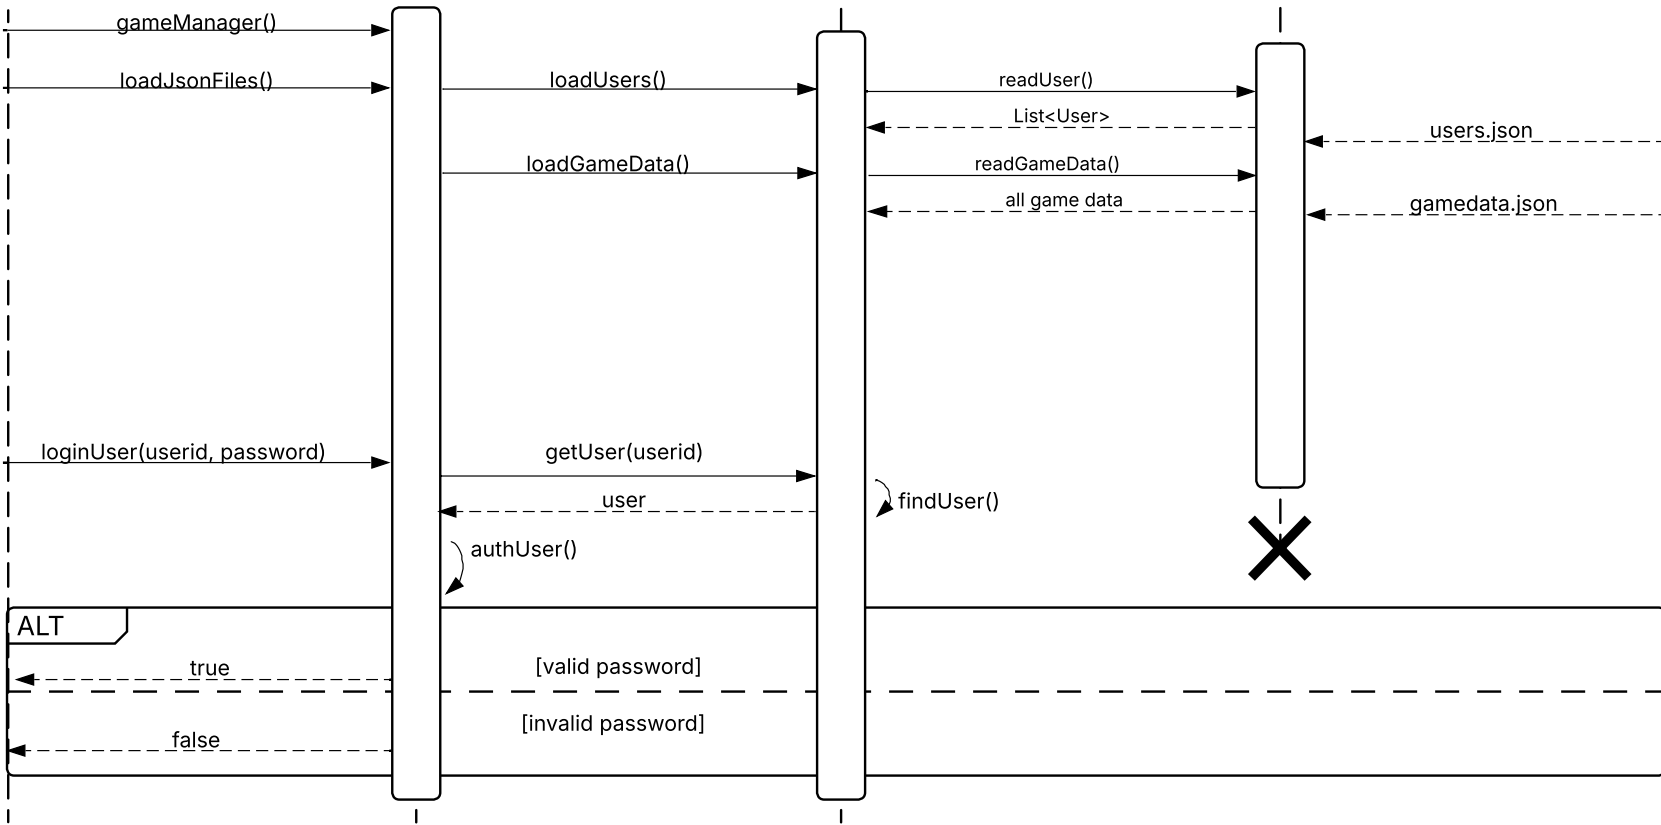 gameManager()
loadJsonFiles()
loadUsers()
readUser()
List<User>
users.json
loadGameData()
readGameData()
all game data
gamedata.json
loginUser(userid, password)
getUser(userid)
user
findUser()
authUser()
ALT
true
[valid password]
[invalid password]
false